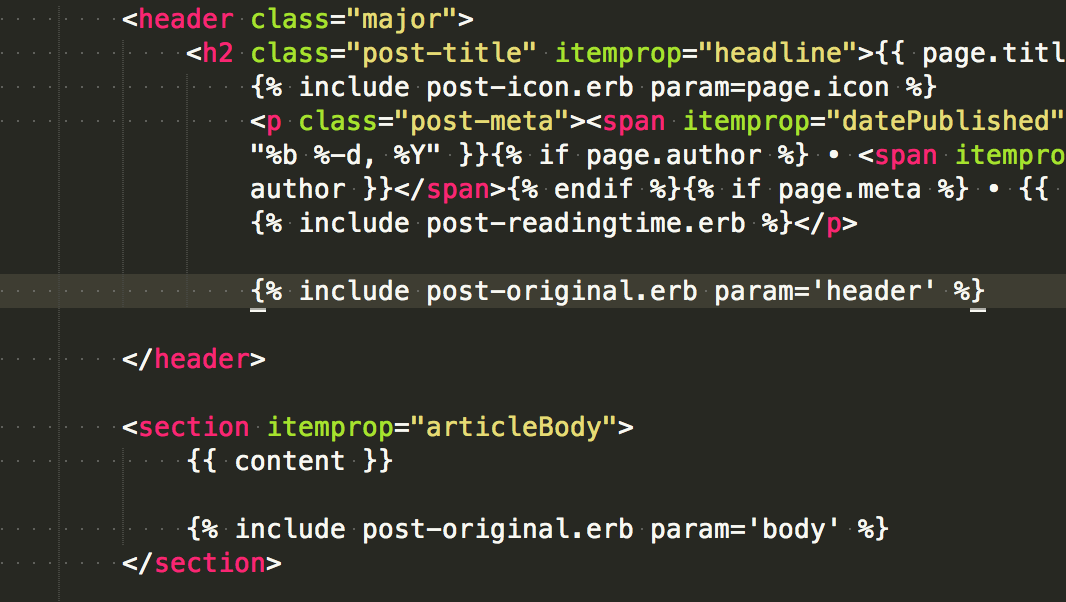 <header class="major">
<h2 class="post-title" itemprop="headline">{{ page.titl
{% include post-icon.erb param=page.icon %}
<p class="post-meta"><span itemprop="datePublished"
"%b %-d, %Y" }}{% if page.author %} • <span itempro
author }}</span>{% endif %}{% if page.meta %} • {{
{% include post-readingtime.erb %}</p>
{% include post-original.erb param='header' %}
</header>
<section itemprop="articleBody">
{{ content }}
{% include post-original.erb param='body' %}
</section>